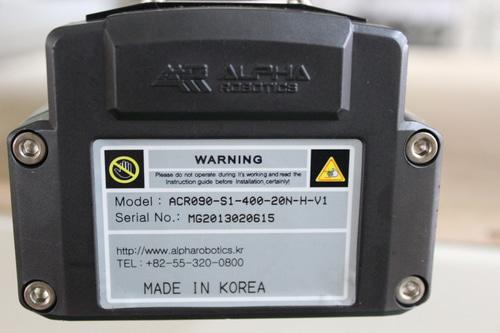 ALPHA
ROBOTICS
WARNING
Please do not operate during it's working and read the
Instruction guide before Installation, certainly!
Model : ACR090-S1-400-20N-H-V1
Serial No.: MG2013020615
http://www.alpharobotics.kr
TEL : +82-55-320-0800
MADE IN KOREA